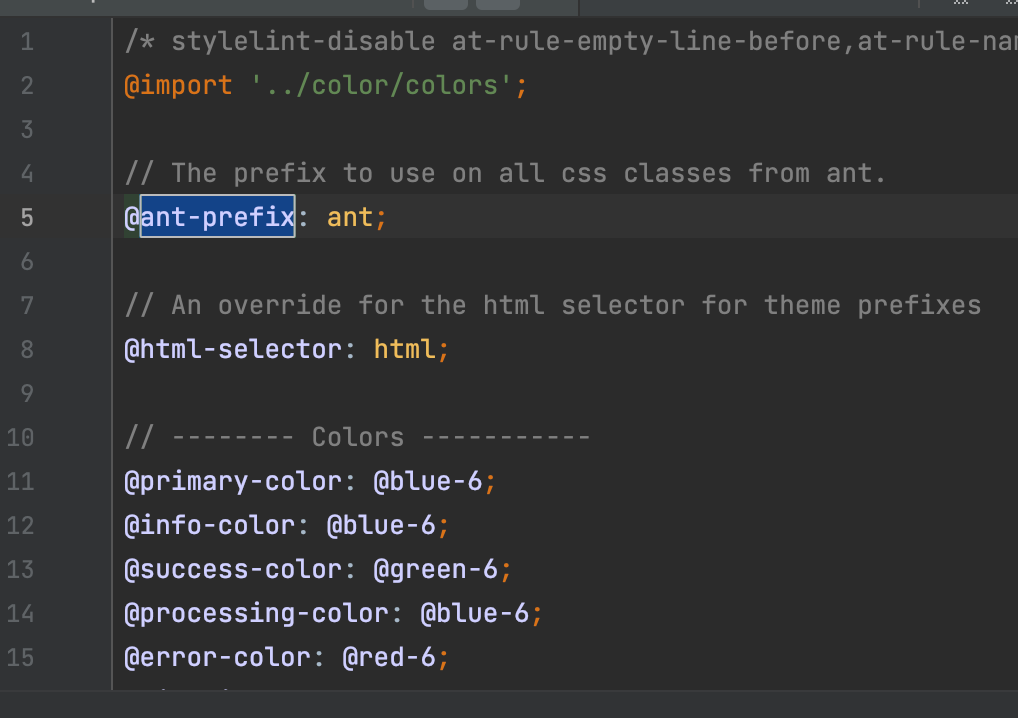 1 /* stylelint-disable at-rule-empty-line-before,at-rule-nam
2 @import '../color/colors';
3
4 // The prefix to use on all css classes from ant.
5 @ant-prefix: ant;
6
7 // An override for the html selector for theme prefixes
8 @html-selector: html;
9
10 // -------- Colors -----------
11 @primary-color: @blue-6;
12 @info-color: @blue-6;
13 @success-color: @green-6;
14 @processing-color: @blue-6;
15 @error-color: @red-6;